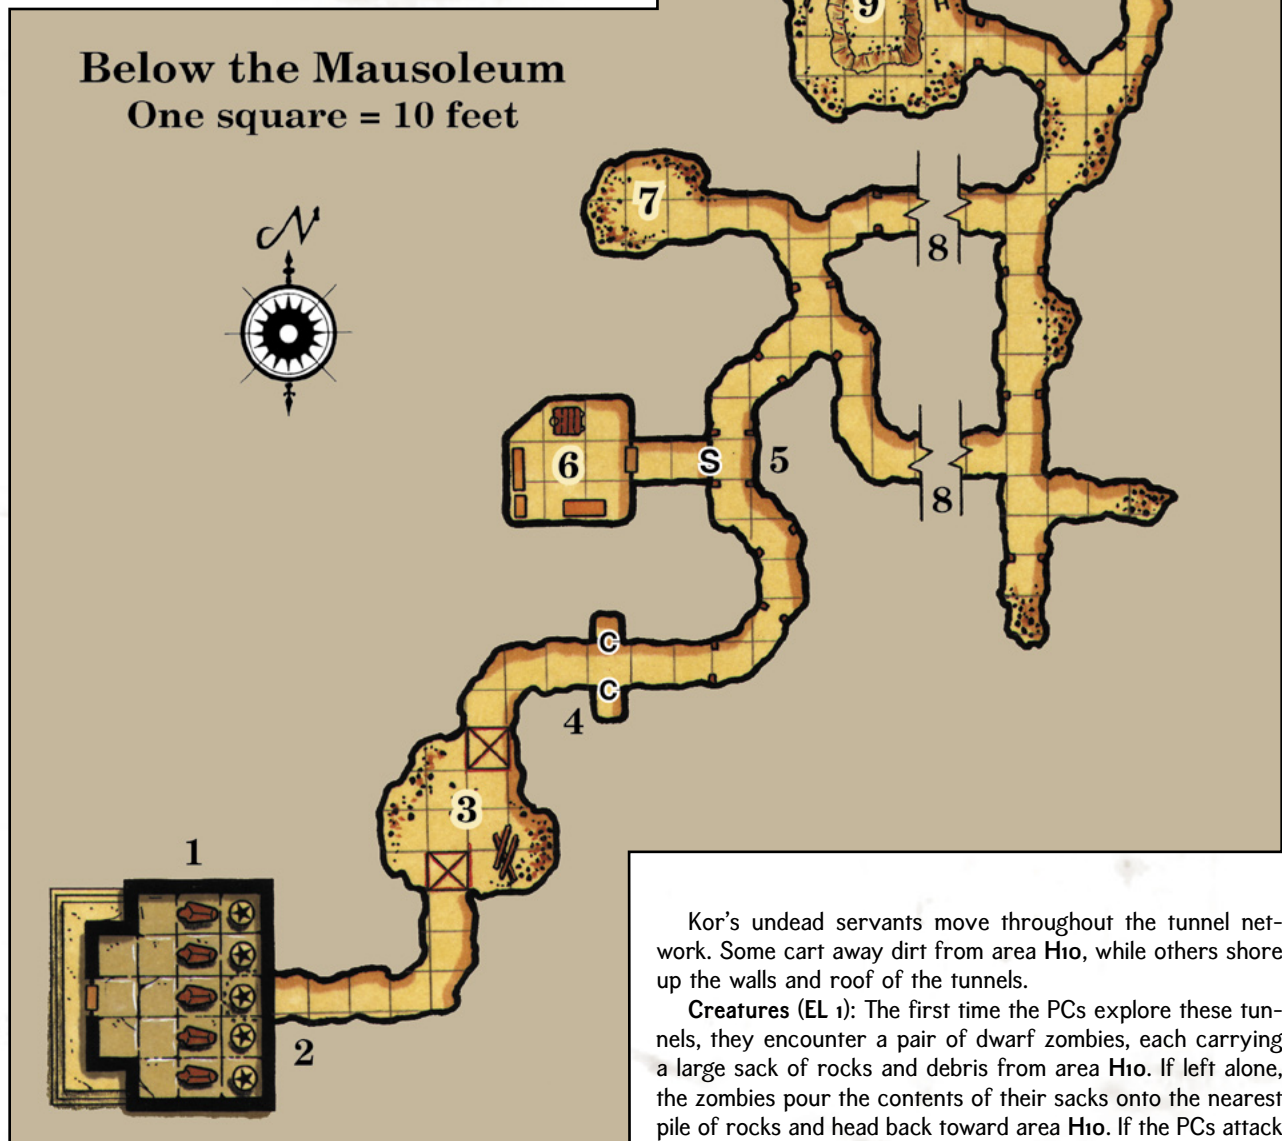 Below the Mausoleum
One square = 10 feet
N
9
H
7
8
6
S
5
8
C
C
4
3
1
2
Kor's undead servants move throughout the tunnel net-
work. Some cart away dirt from area H10, while others shore
up the walls and roof of the tunnels.
Creatures (EL 1): The first time the PCs explore these tun-
nels, they encounter a pair of dwarf zombies, each carrying
a large sack of rocks and debris from area H10. If left alone,
the zombies pour the contents of their sacks onto the nearest
pile of rocks and head back toward area H10. If the PCs attack